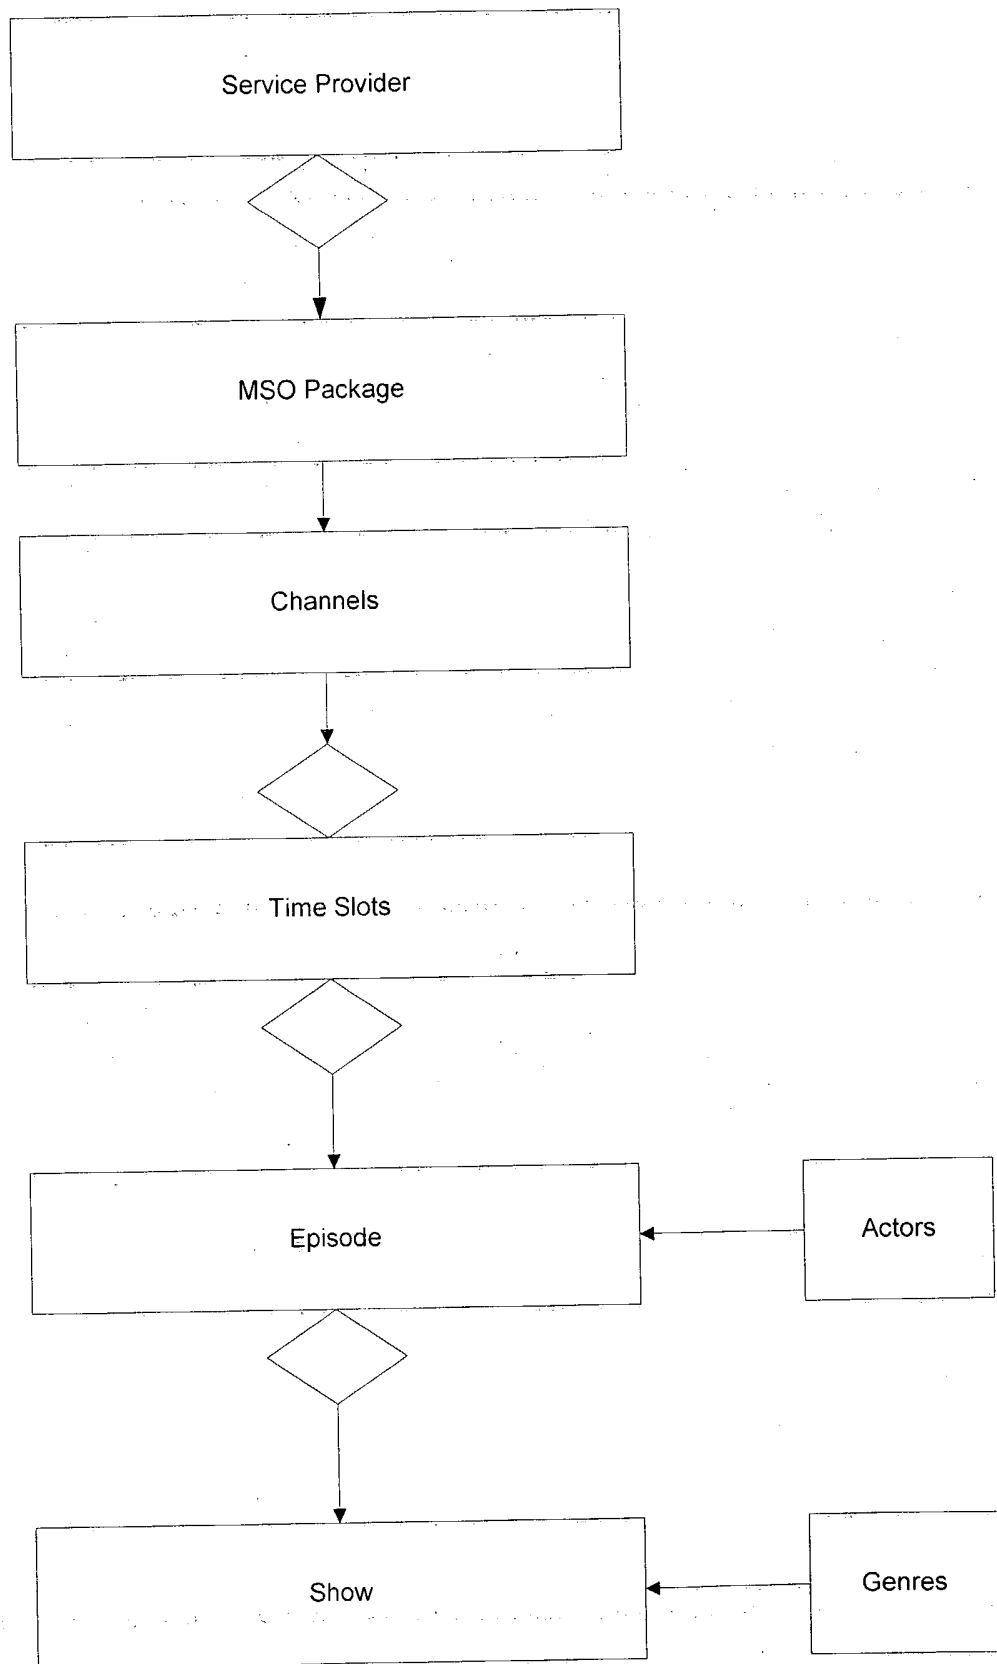 Service Provider
MSO Package
Channels
Time Slots
Episode
Actors
Show
Genres